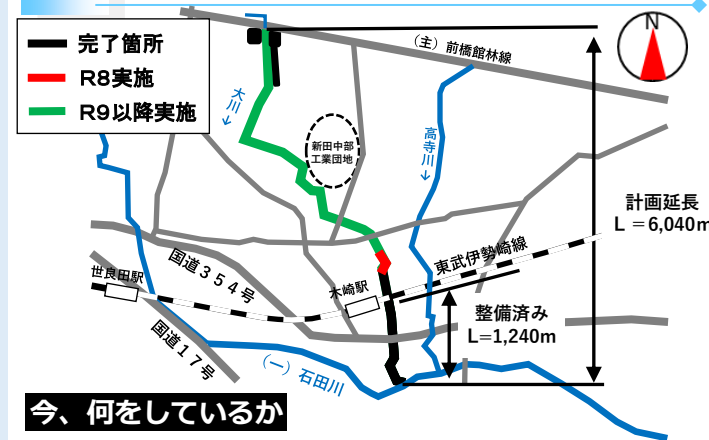 完了箇所
R8実施
R9以降実施
N
(主)前橋館林線
大川→
新田中部
工業団地
高寺川→
計画延長
L=6,040m
東武伊勢崎線
世良田駅
国道354号
木崎駅
整備済み
L=1,240m
国道17号
(一)石田川
今、何をしているか